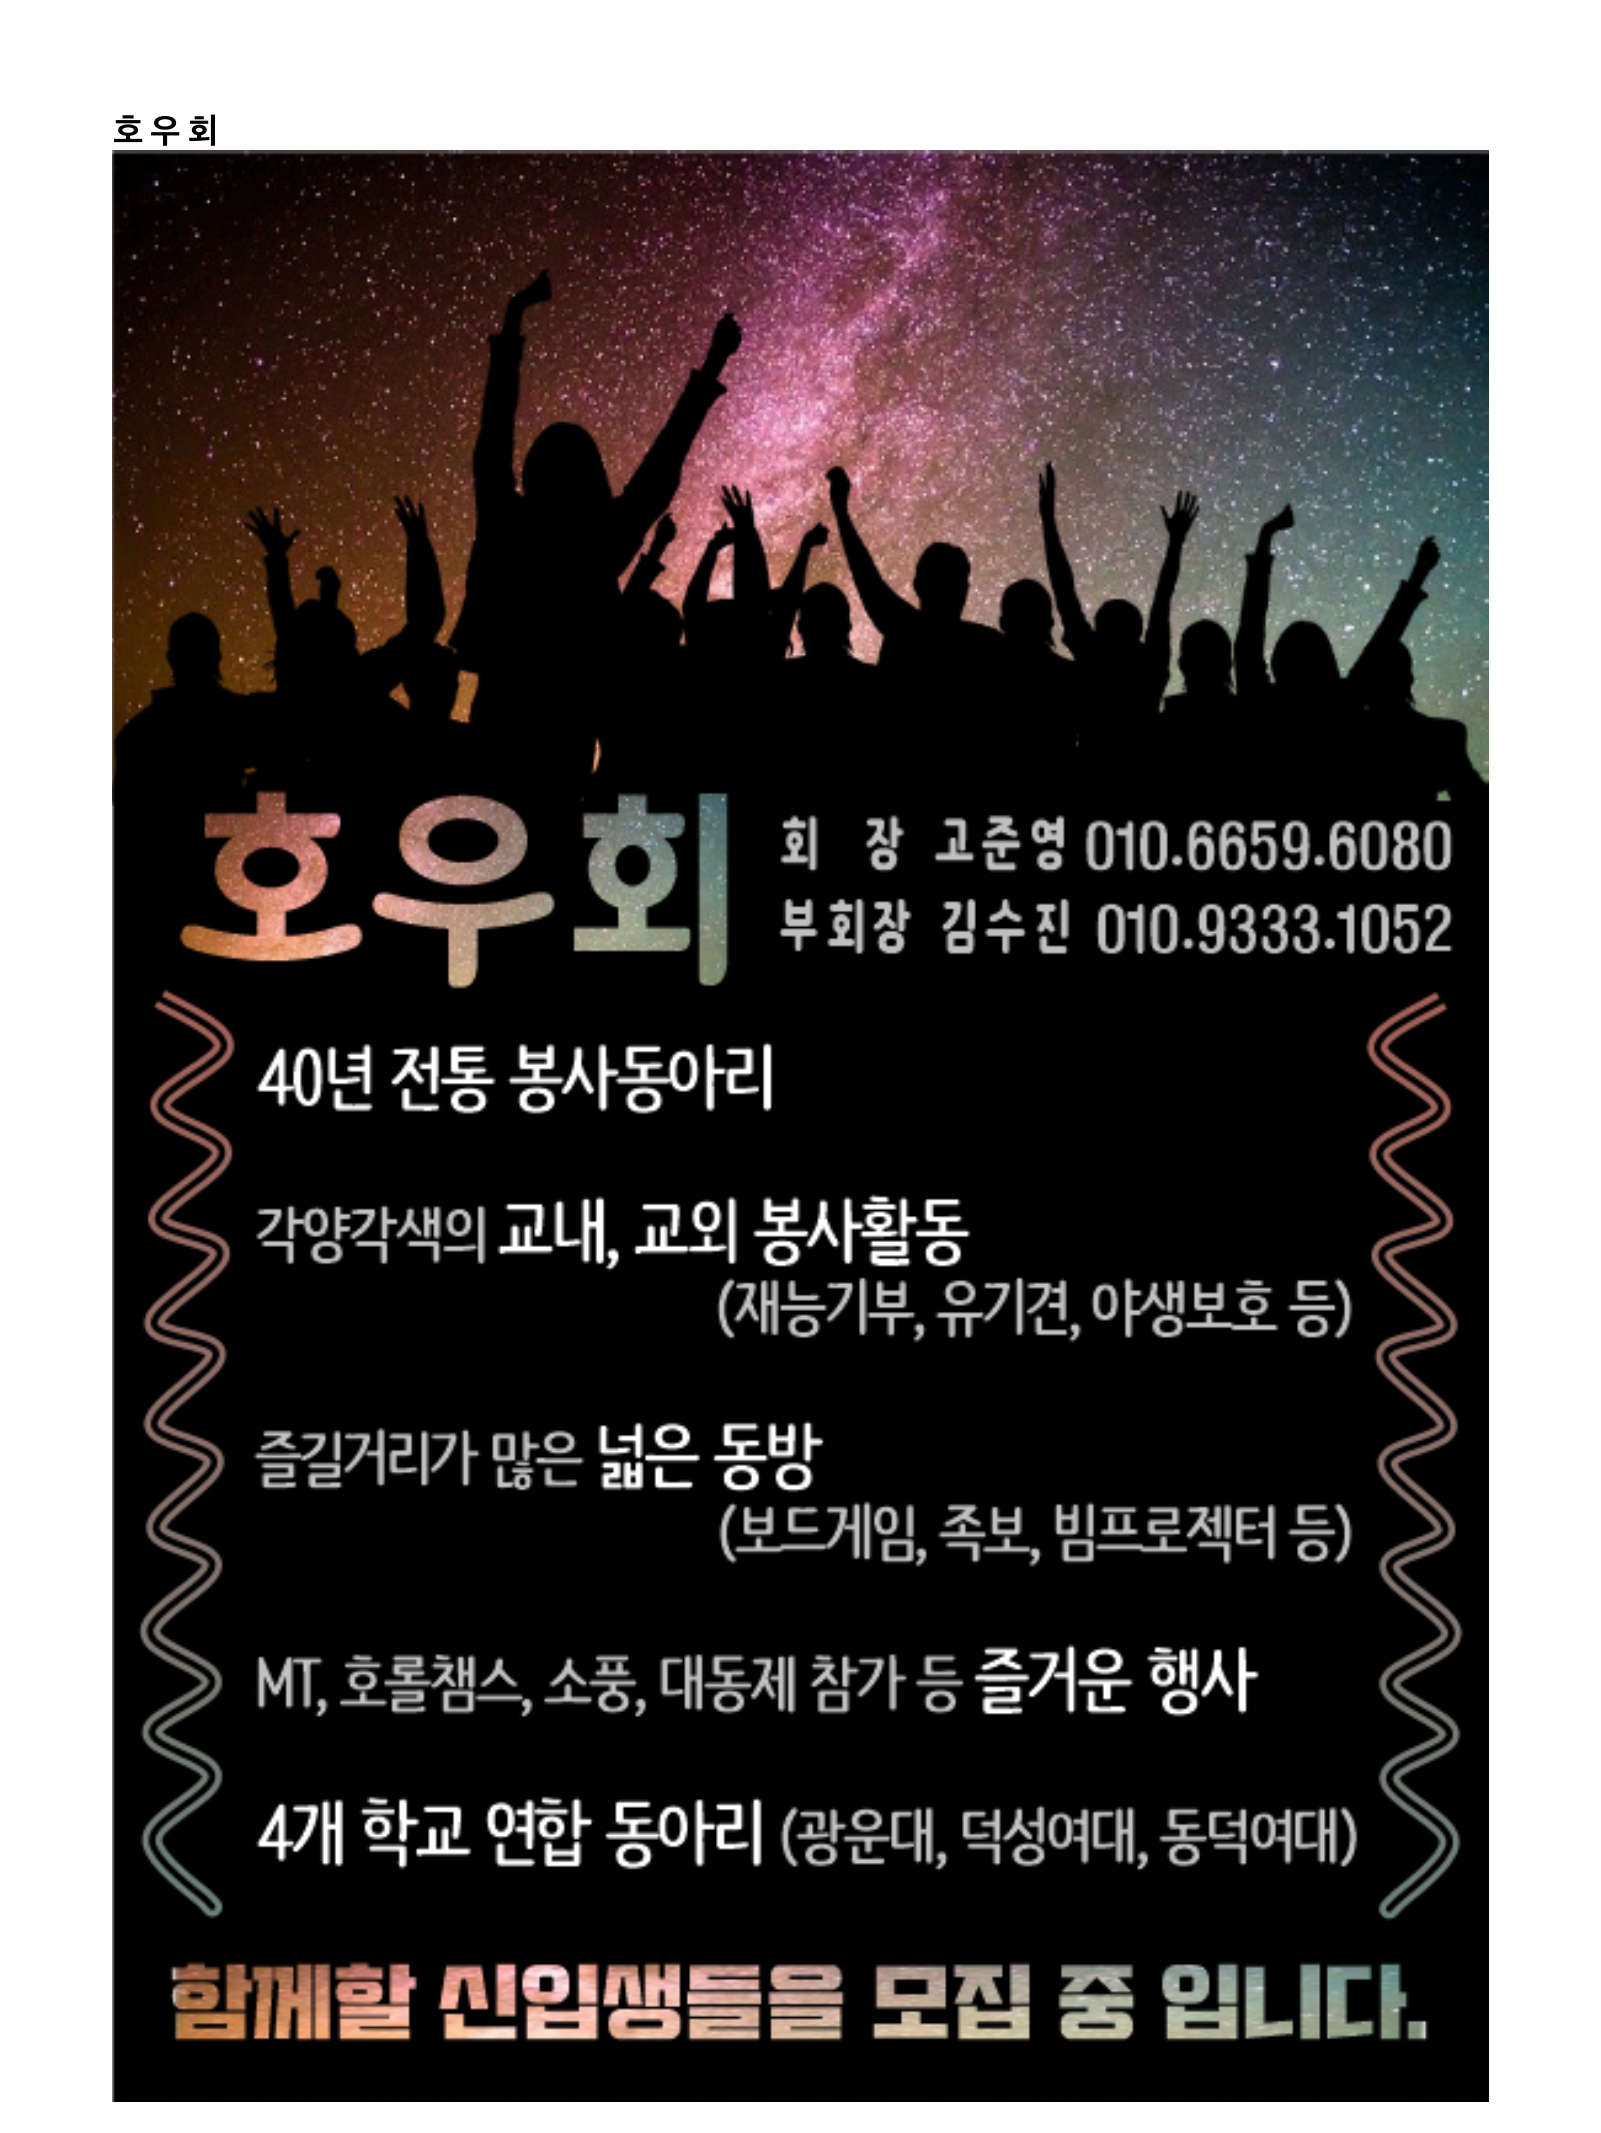 호우회
호우회
회 장 고준영 010.6659.6080
부회장 김수진 010.9333.1052
40년 전통 봉사동아리
각양각색의 교내, 교외 봉사활동
(재능기부, 유기견, 야생보호 등)
즐길거리가 많은 넓은 동방
(보드게임, 족보, 빔프로젝터 등)
MT, 호롤챔스, 소풍, 대동제 참가 등 즐거운 행사
4개 학교 연합 동아리 (광운대, 덕성여대, 동덕여대)
함께할 신입생들을 모집 중 입니다.